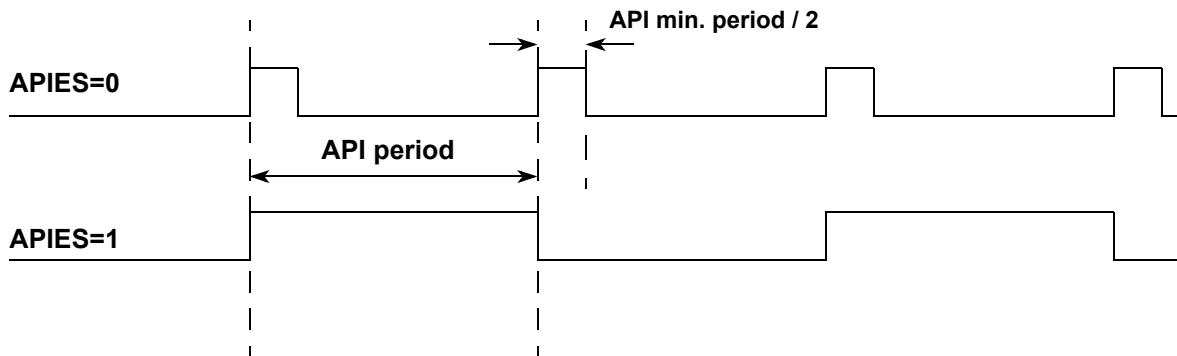 API min. period / 2
APIES=0
API period
APIES=1